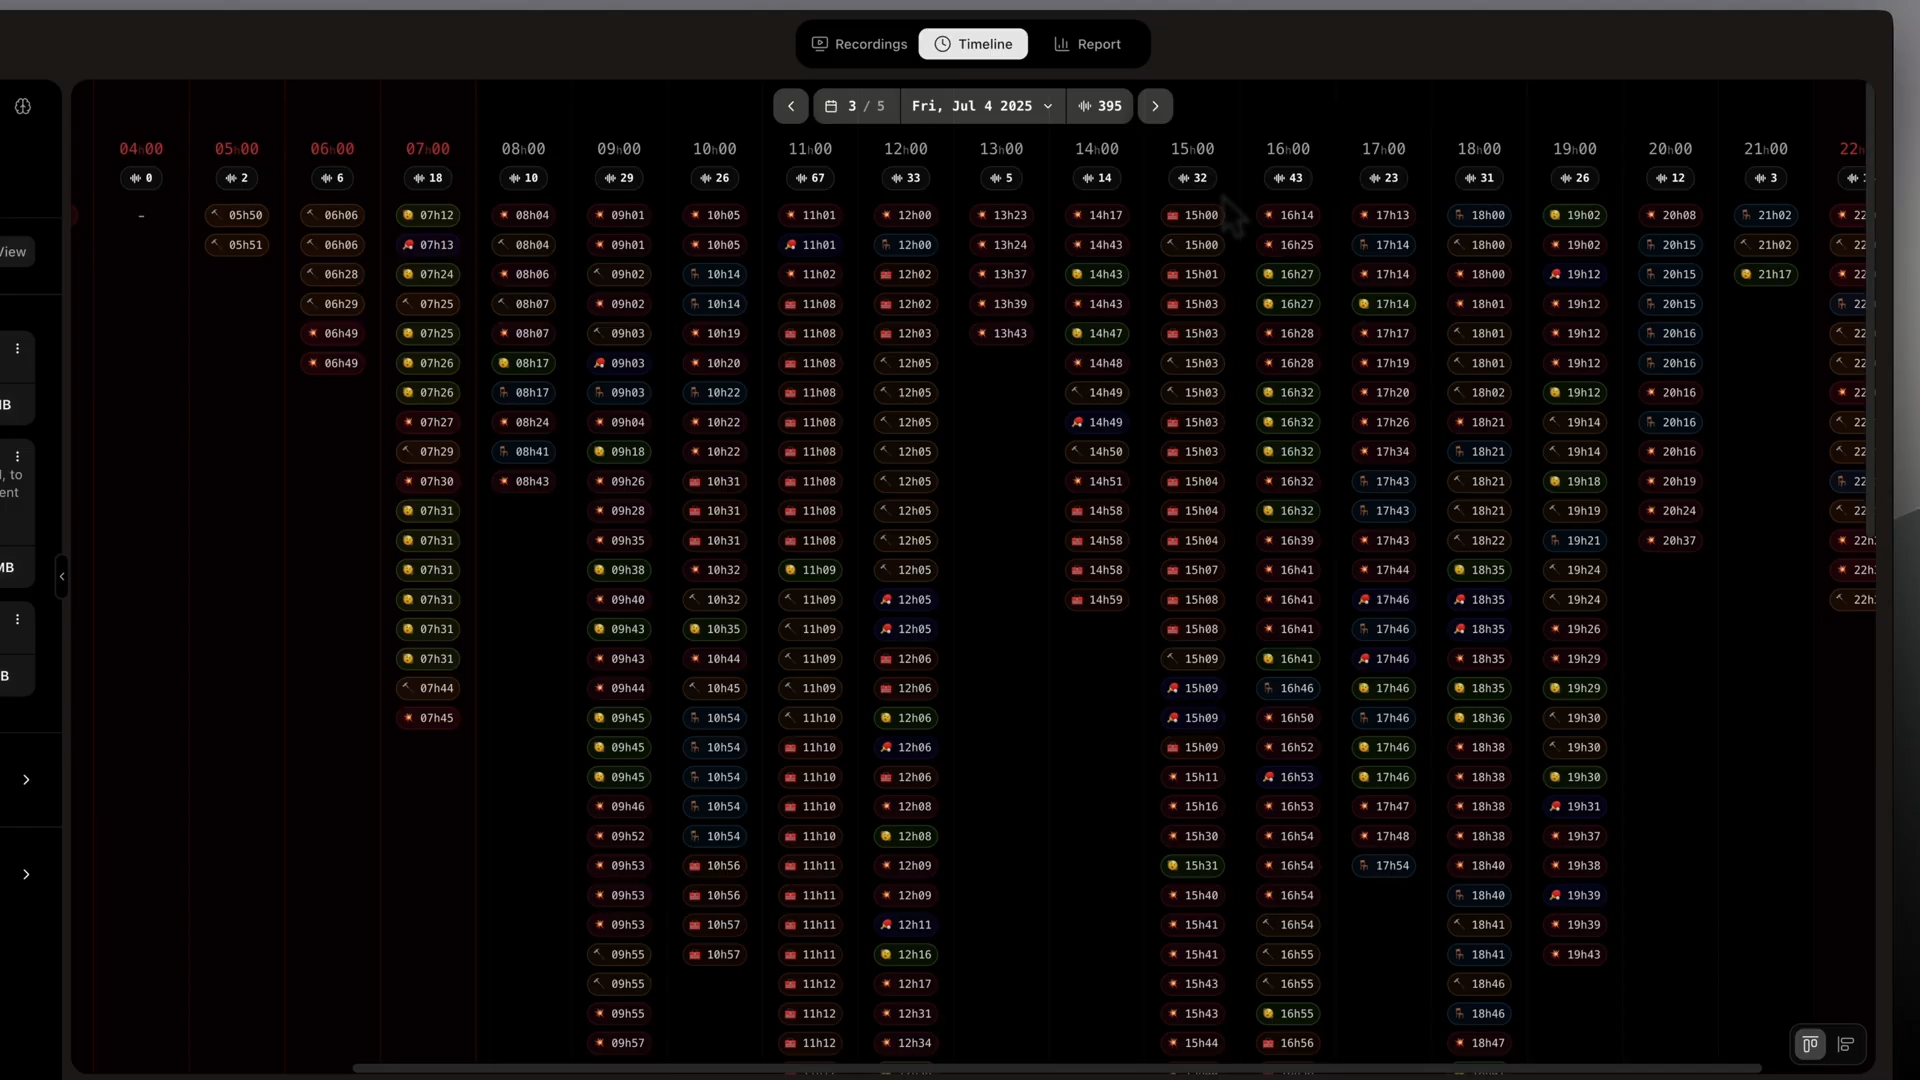 Recordings Timeline Report
3 / 5 Fri, Jul 4 2025 395
04h00 05h00 06h00 07h00 08h00 09h00 10h00 11h00 12h00 13h00 14h00 15h00 16h00 17h00 18h00 19h00 20h00 21h00 22h
0 2 6 18 10 29 26 67 33 5 14 32 43 23 31 26 12 3
- 05h50 06h06 07h12 08h04 09h01 10h05 11h01 12h00 13h23 14h17 15h00 16h14 17h13 18h00 19h02 20h08 21h02 22
View 05h51 06h06 07h13 08h04 09h01 10h05 11h01 12h00 13h24 14h43 15h00 16h25 17h14 18h00 19h02 20h15 21h02 22
06h28 07h24 08h06 09h02 10h14 11h02 12h02 13h37 14h43 15h01 16h27 17h14 18h00 19h12 20h15 21h17 22
06h29 07h25 08h07 09h02 10h14 11h08 12h02 13h39 14h43 15h03 16h27 17h14 18h01 19h12 20h15 22
06h49 07h25 08h07 09h03 10h19 11h08 12h03 13h43 14h47 15h03 16h28 17h17 18h01 19h12 20h16 22
06h49 07h26 08h17 09h03 10h20 11h08 12h05 14h48 15h03 16h28 17h19 18h01 19h12 20h16 22
07h26 08h17 09h03 10h22 11h08 12h05 14h49 15h03 16h32 17h20 18h02 19h12 20h16 22
07h27 08h24 09h04 10h22 11h08 12h05 14h49 15h03 16h32 17h26 18h21 19h14 20h16 22
07h29 08h41 09h18 10h22 11h08 12h05 14h50 15h03 16h32 17h34 18h21 19h14 20h16 22
07h30 08h43 09h26 10h31 11h08 12h05 14h51 15h04 16h32 17h43 18h21 19h18 20h19 22
07h31 09h28 10h31 11h08 12h05 14h58 15h04 16h32 17h43 18h21 19h19 20h24 22
07h31 09h35 10h31 11h08 12h05 14h58 15h04 16h39 17h43 18h22 19h21 20h37 22h
07h31 09h38 10h32 11h09 12h05 14h58 15h07 16h41 17h44 18h35 19h24 22h
07h31 09h40 10h32 11h09 12h05 14h59 15h08 16h41 17h46 18h35 19h24 22h
07h31 09h43 10h35 11h09 12h05 15h08 16h41 17h46 18h35 19h26
07h31 09h43 10h44 11h09 12h06 15h09 16h41 17h46 18h35 19h29
07h44 09h44 10h45 11h09 12h06 15h09 16h46 17h46 18h35 19h29
07h45 09h45 10h54 11h10 12h06 15h09 16h50 17h46 18h36 19h30
09h45 10h54 11h10 12h06 15h09 16h52 17h46 18h38 19h30
09h45 10h54 11h10 12h06 15h11 16h53 17h46 18h38 19h30
09h46 10h54 11h10 12h08 15h16 16h53 17h47 18h38 19h31
09h52 10h54 11h10 12h08 15h30 16h54 17h48 18h38 19h37
09h53 10h56 11h11 12h09 15h31 16h54 17h54 18h40 19h38
09h53 10h56 11h11 12h09 15h40 16h54 18h40 19h39
09h53 10h57 11h11 12h11 15h41 16h54 18h41 19h39
09h55 10h57 11h11 12h16 15h41 16h55 18h41 19h43
09h55 11h12 12h17 15h43 16h55 18h46
09h55 11h12 12h31 15h43 16h55 18h46
09h57 11h12 12h34 15h44 16h56 18h47